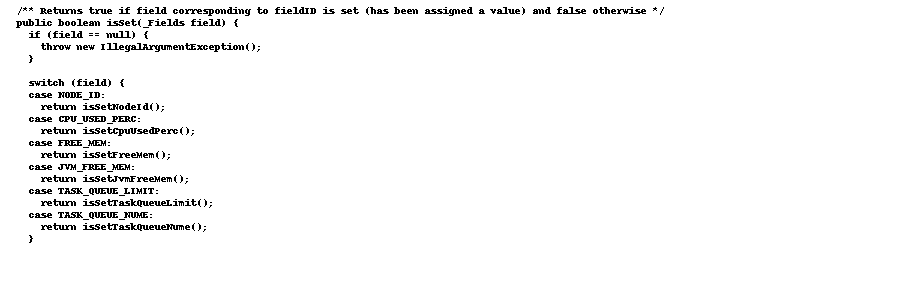 /** Returns true if field corresponding to fieldID is set (has been assigned a value) and false otherwise */
public boolean isSet(_Fields field) {
if (field == null) {
throw new IllegalArgumentException();
}
switch (field) {
case NODE_ID:
return isSetNodeId();
case CPU_USED_PERC:
return isSetCpuUsedPerc();
case FREE_MEM:
return isSetFreeMem();
case JVM_FREE_MEM:
return isSetJvmFreeMem();
case TASK_QUEUE_LIMIT:
return isSetTaskQueueLimit();
case TASK_QUEUE_NUME:
return isSetTaskQueueNume();
}